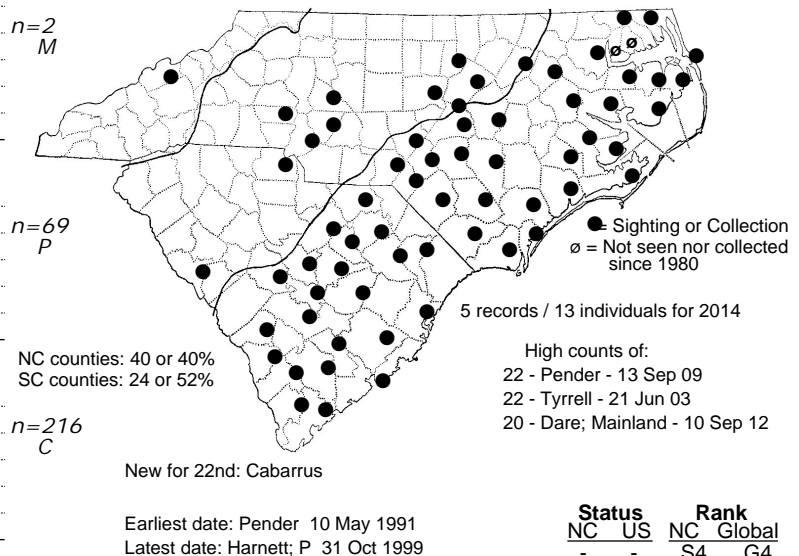 n=2
M
n=69
P
n=216
C
● = Sighting or Collection
ø = Not seen nor collected
since 1980
5 records / 13 individuals for 2014
NC counties: 40 or 40%
SC counties: 24 or 52%
High counts of:
22 - Pender - 13 Sep 09
22 - Tyrrell - 21 Jun 03
20 - Dare; Mainland - 10 Sep 12
New for 22nd: Cabarrus
Earliest date: Pender 10 May 1991
Latest date: Harnett; P 31 Oct 1999
Status Rank
NC US NC Global
- - S4 G4